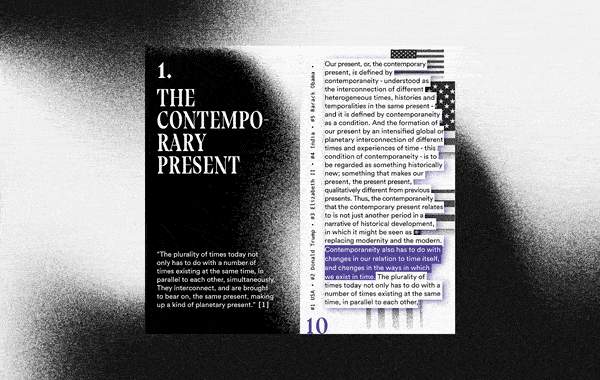 1.
THE
CONTEMPO-
RARY
PRESENT
"The plurality of times today not
only has to do with a number of
times existing at the same time, in
parallel to each other, simultaneously.
They interconnect, and are brought
to bear on, the same present, making
up a kind of planetary present." [1]
#1 USA • #2 Donald Trump • #3 Elizabeth II • #4 India • #5 Barack Obama •
Our present, or, the contemporary
present, is defined by
contemporaneity - understood as
the interconnection of different
heterogeneous times, histories and
temporalities in the same present -
and it is defined by contemporaneity
as a condition. And the formation of
our present by an intensified global or
planetary interconnection of different
times and experiences of time - this
condition of contemporaneity - is to
be regarded as something historically
new; something that makes our
present, the present present,
qualitatively different from previous
presents. Thus, the contemporaneity
that the contemporary present relates
to is not just another period in a
narrative of historical development,
in which it might be seen as
replacing modernity and the modern.
Contemporaneity also has to do with
changes in our relation to time itself,
and changes in the ways in which
we exist in time. The plurality of
times today not only has to do with a
number of times existing at the same
time, in parallel to each other,
10